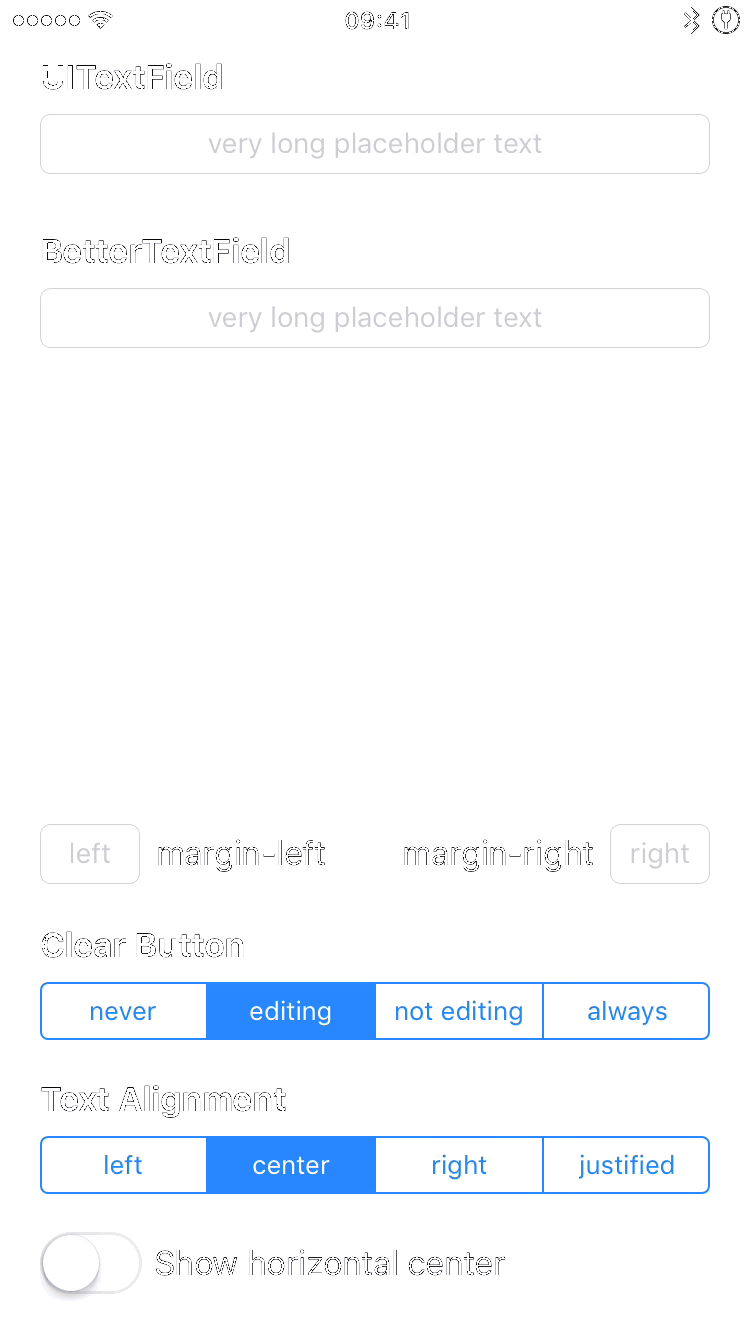 09:41
UITextField
very long placeholder text
BetterTextField
very long placeholder text
left margin-left margin-right right
Clear Button
never editing not editing always
Text Alignment
left center right justified
Show horizontal center